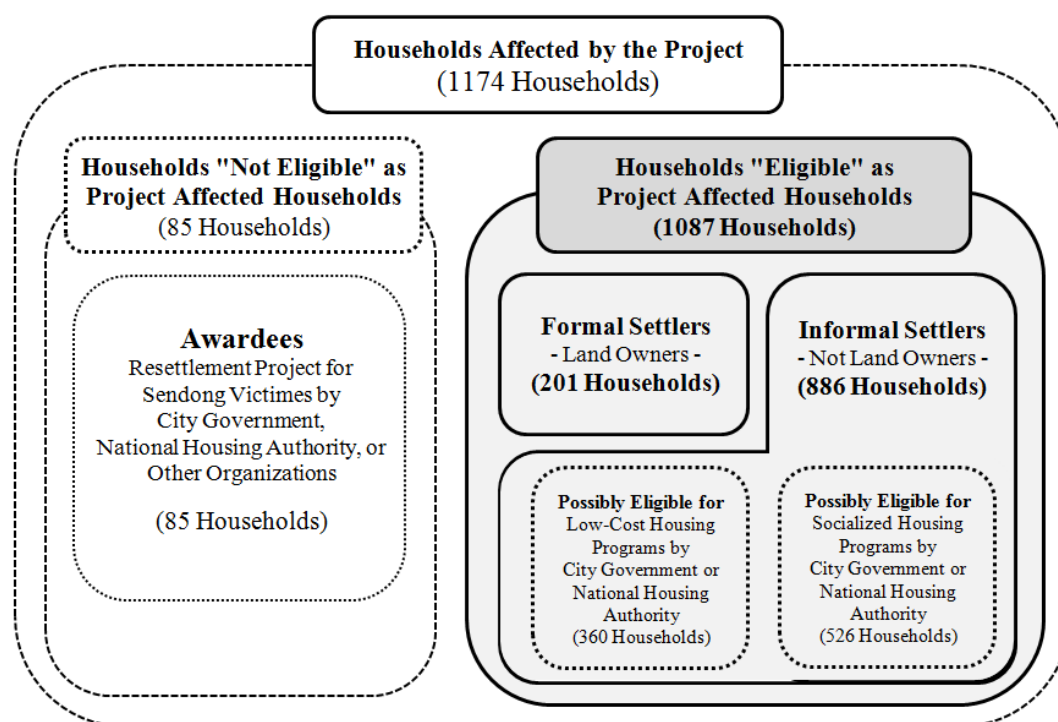 Households Affected by the Project
(1174 Households)
Households "Not Eligible" as
Project Affected Households
(85 Households)
Awardees
Resettlement Project for
Sendong Victimes by
City Government,
National Housing Authority, or
Other Organizations
(85 Households)
Households "Eligible" as
Project Affected Households
(1087 Households)
Formal Settlers
- Land Owners -
(201 Households)
Informal Settlers
- Not Land Owners -
(886 Households)
Possibly Eligible for
Low-Cost Housing
Programs by
City Government or
National Housing
Authority
(360 Households)
Possibly Eligible for
Socialized Housing
Programs by
City Government or
National Housing
Authority
(526 Households)